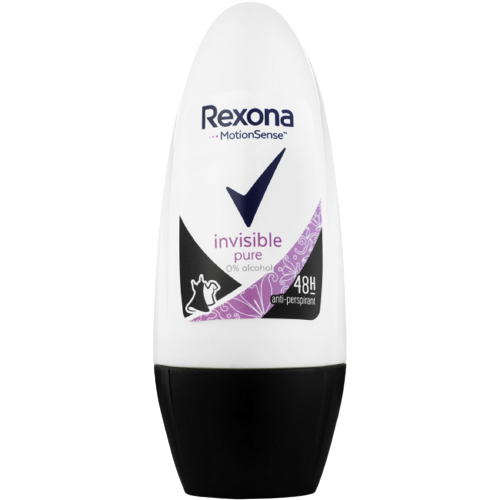 Rexona
MotionSense™
invisible
pure
0% alcohol
48H
anti-perspirant